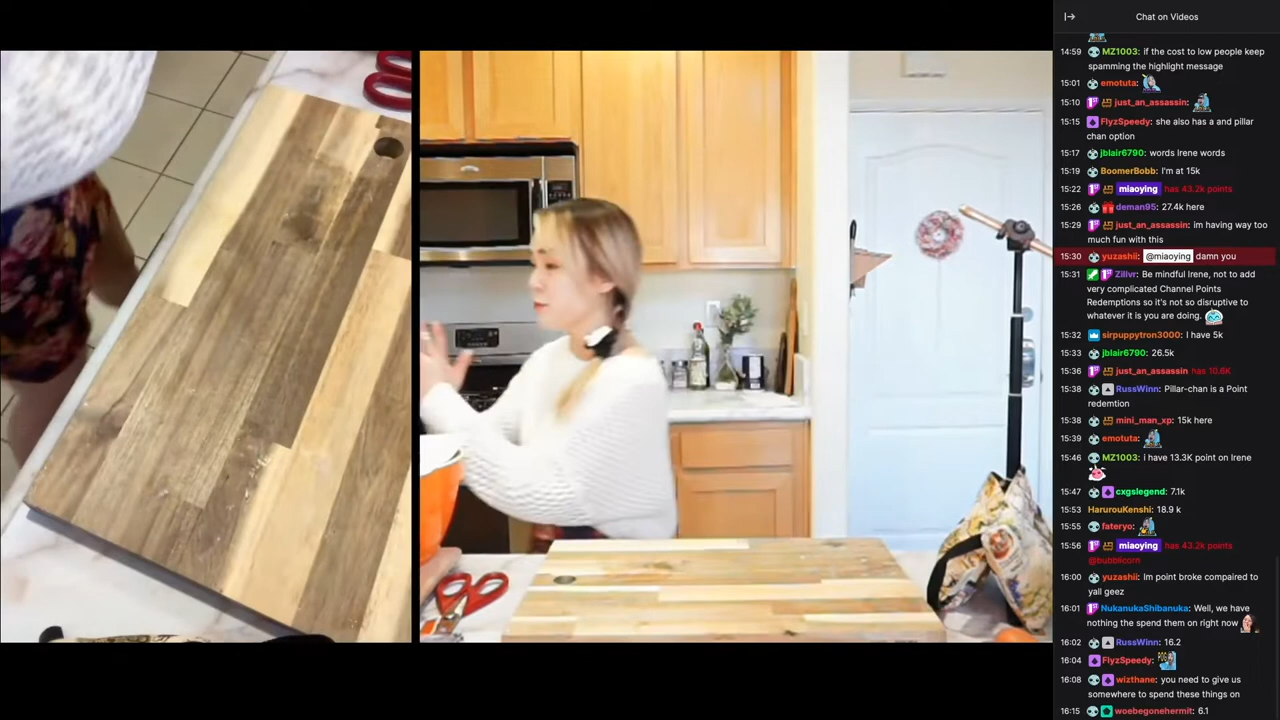 Chat on Videos
14:59 MZ1003: if the cost to low people keep
spamming the highlight message
15:01 emotuta:
15:10 just_an_assassin:
15:15 FlyzSpeedy: she also has a and pillar
chan option
15:17 jblair6790: words Irene words
15:19 BoomerBobb: I'm at 15k
15:22 miaoying has 43.2k points
15:26 deman95: 27.4k here
15:29 just_an_assassin: im having way too
much fun with this
15:30 yuzashii: @miaoying damn you
15:31 Zillvr: Be mindful Irene, not to add
very complicated Channel Points
Redemptions so it's not so disruptive to
whatever it is you are doing.
15:32 sirpuppytron3000: I have 5k
15:33 jblair6790: 26.5k
15:36 just_an_assassin has 10.6K
15:38 RussWinn: Pillar-chan is a Point
redemtion
15:38 mini_man_xp: 15k here
15:39 emotuta:
15:46 MZ1003: i have 13.3K point on Irene
15:47 cxgslegend: 7.1k
15:53 HarurouKenshi: 18.9 k
15:55 fateryo:
15:56 miaoying has 43.2k points
@bubblicorn
16:00 yuzashii: Im point broke compaired to
yall geez
16:01 NukanukaShibanuka: Well, we have
nothing the spend them on right now
16:02 RussWinn: 16.2
16:04 FlyzSpeedy: POG
16:08 wizthane: you need to give us
somewhere to spend these things on
16:15 woebegonehermit: 6.1